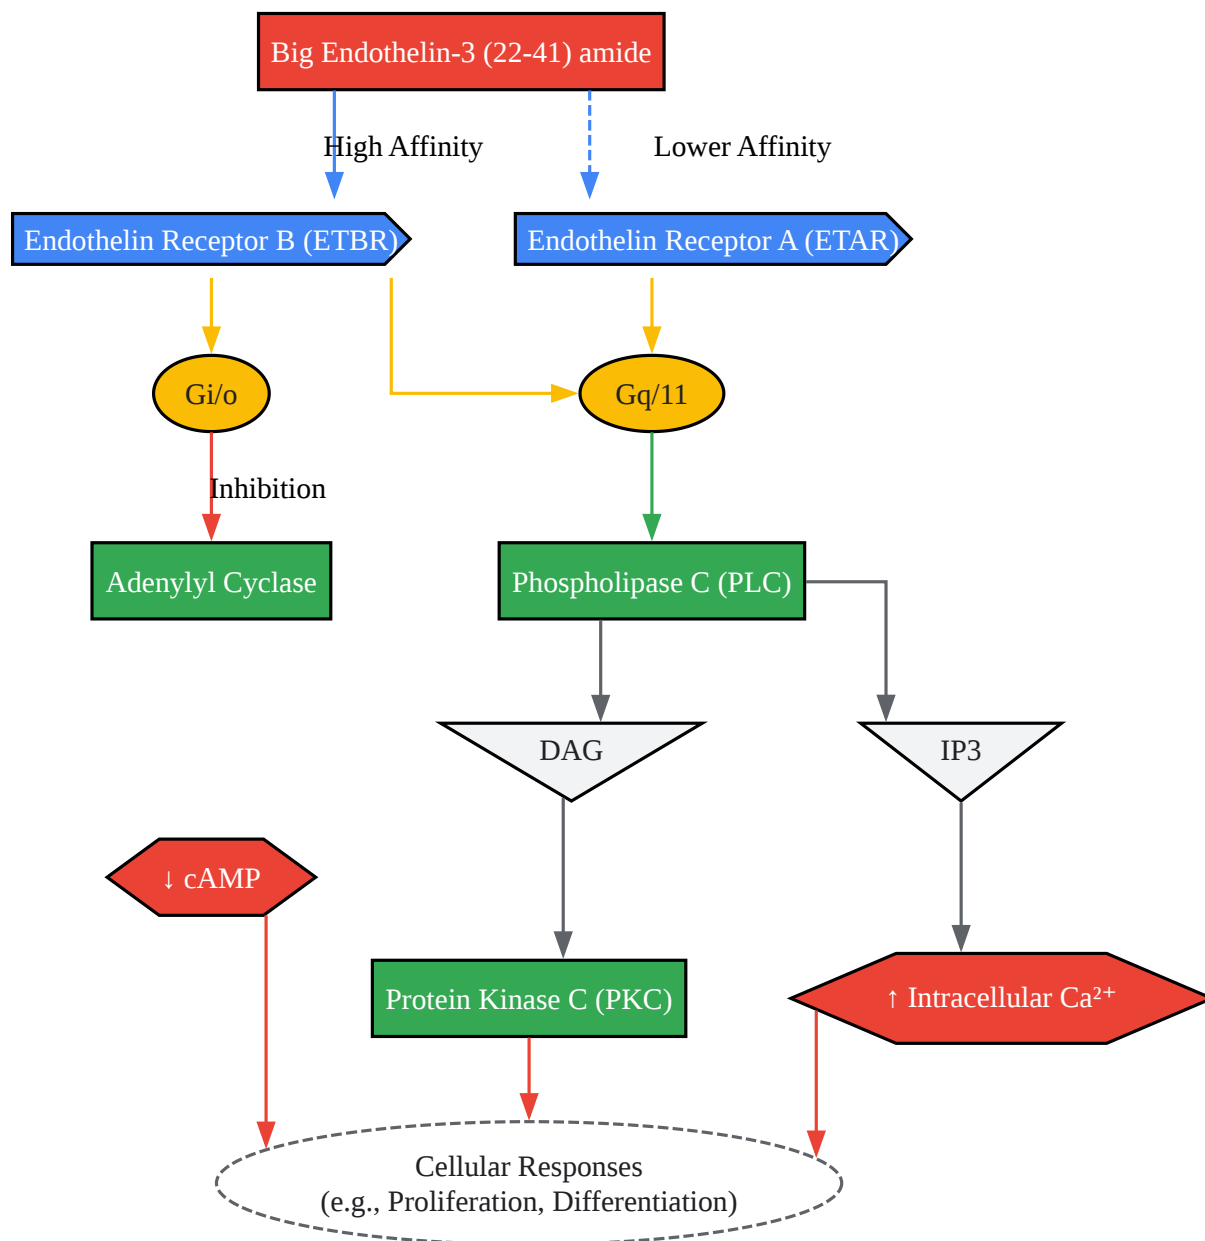 Big Endothelin-3 (22-41) amide
High Affinity
Lower Affinity
Endothelin Receptor B (ETBR)
Endothelin Receptor A (ETAR)
Gi/o
Gq/11
Inhibition
Adenylyl Cyclase
Phospholipase C (PLC)
DAG
IP3
↓ cAMP
Protein Kinase C (PKC)
↑ Intracellular Ca²⁺
Cellular Responses
(e.g., Proliferation, Differentiation)